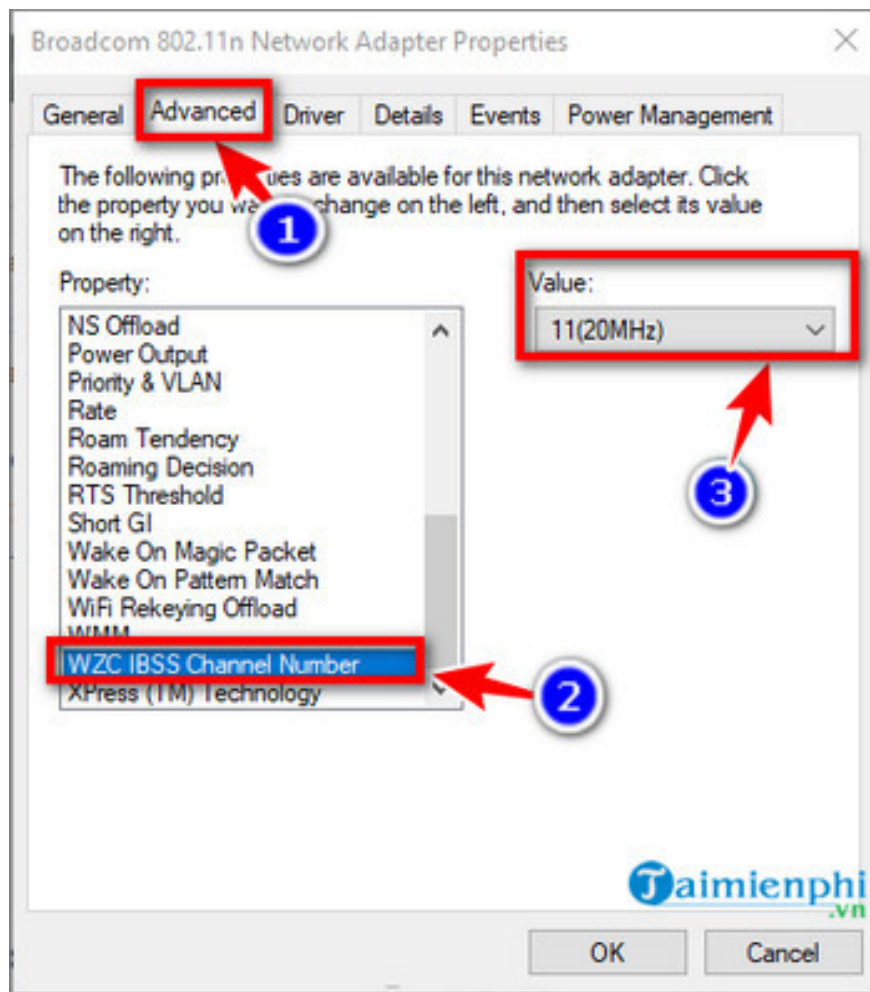 Broadcom 802.11n Network Adapter Properties
General Advanced Driver Details Events Power Management
The following are available for this network adapter. Click
the property you change on the left, and then select its value
on the right.
1
Property:
Value:
NS Offload
11(20MHz)
Power Output
Priority & VLAN
Rate
Roam Tendency
Roaming Decision
RTS Threshold
3
Short GI
Wake On Magic Packet
Wake On Pattern Match
WiFi Rekeying Offload
WMM
WZC IBSS Channel Number
XPress (TM) Technology
2
Taimienphi
.vn
OK Cancel